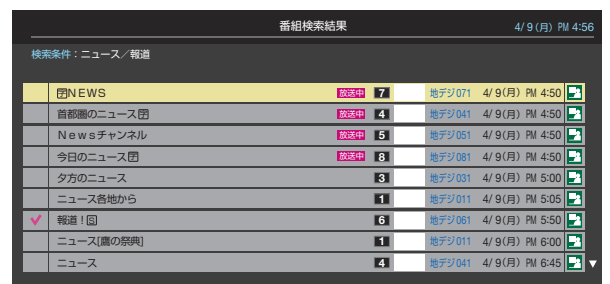 番組検索結果 4/ 9(月) PM 4:56
検索条件：ニュース／報道
🈑NEWS 放送中 7 地デジ071 4/ 9(月) PM 4:50
首都圏のニュース🈑 放送中 4 地デジ041 4/ 9(月) PM 4:50
Newsチャンネル 放送中 5 地デジ051 4/ 9(月) PM 4:50
今日のニュース🈑 放送中 8 地デジ081 4/ 9(月) PM 4:50
夕方のニュース 3 地デジ031 4/ 9(月) PM 5:00
ニュース各地から 1 地デジ011 4/ 9(月) PM 5:05
報道！🅂 6 地デジ061 4/ 9(月) PM 5:50
ニュース[鷹の祭典] 1 地デジ011 4/ 9(月) PM 6:00
ニュース 4 地デジ041 4/ 9(月) PM 6:45 ▼